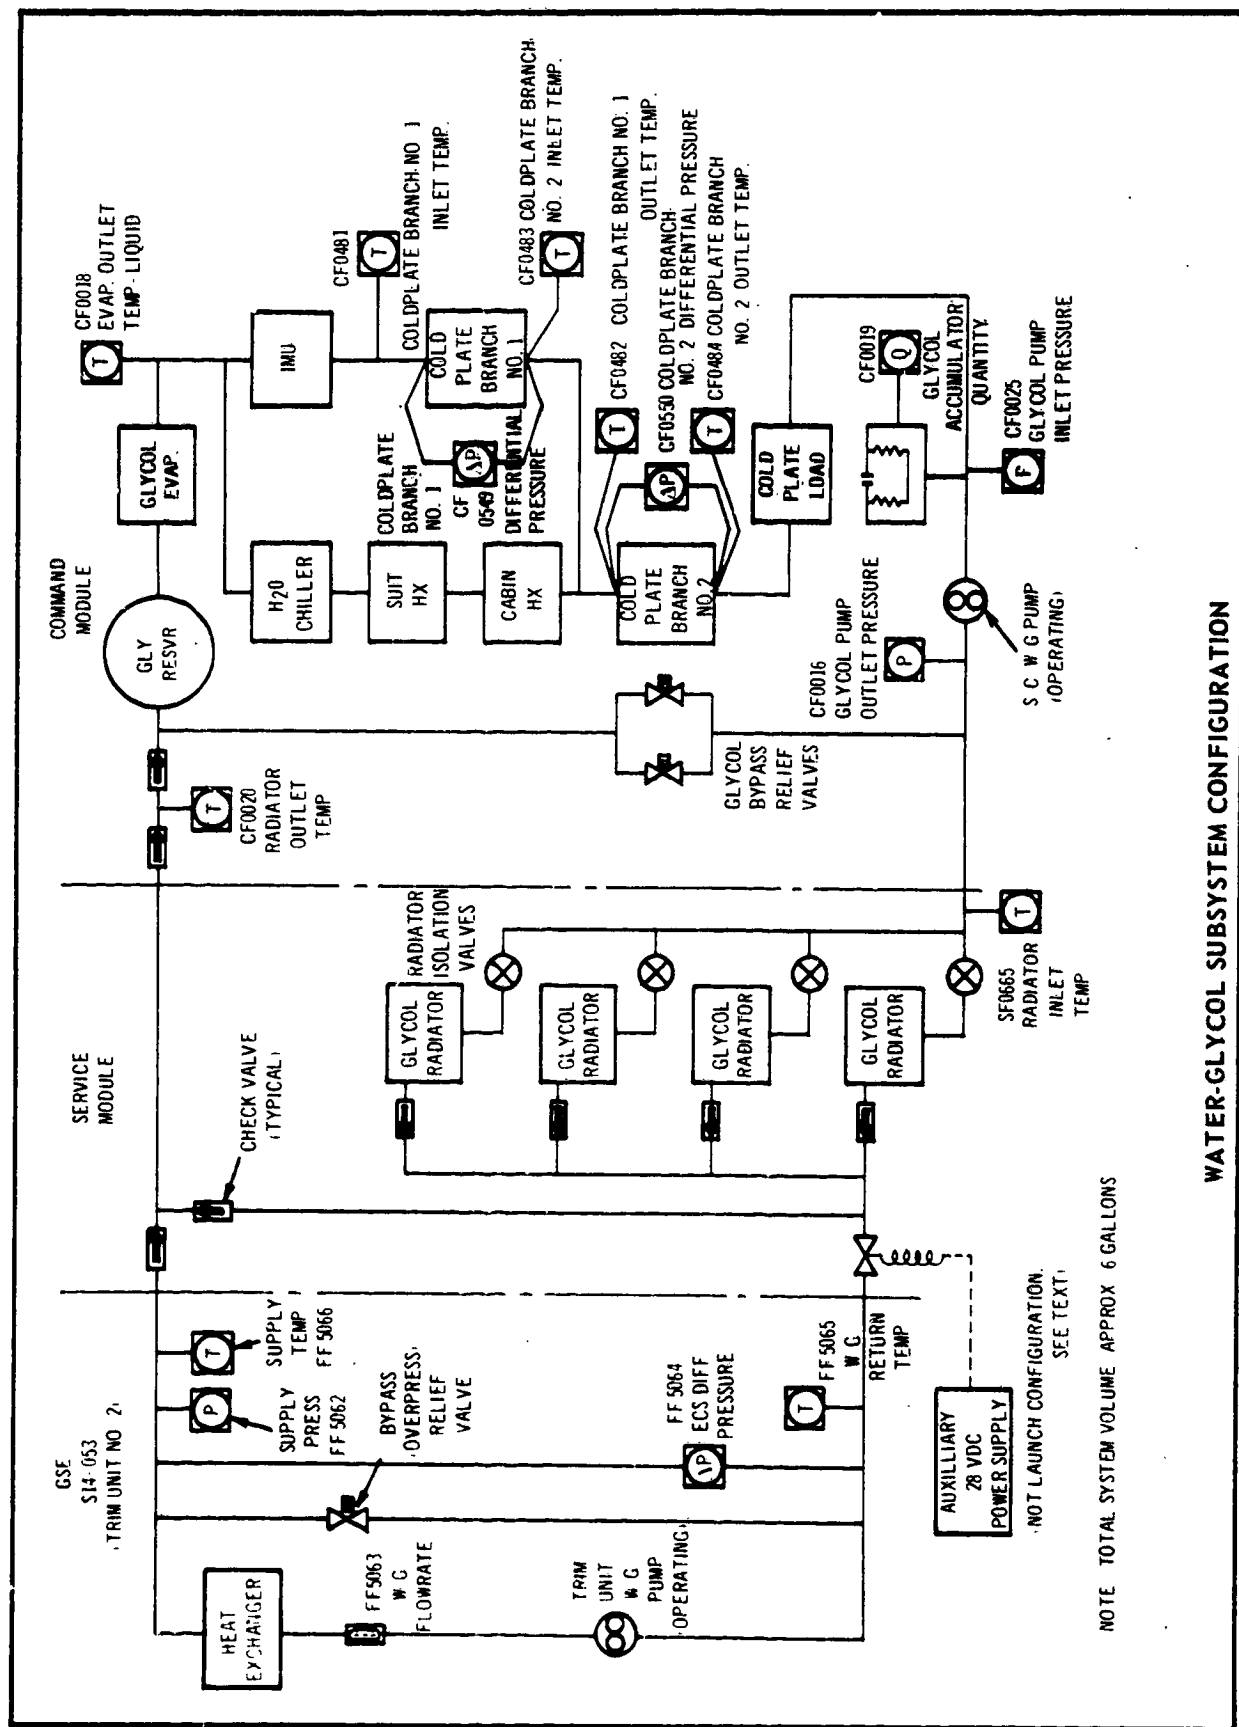 GSE
S14-053
(TRIM UNIT NO 2)
SERVICE
MODULE
COMMAND
MODULE
HEAT
EXCHANGER
FF5063
W G
FLOWRATE
TRIM
UNIT
W G
PUMP
(OPERATING)
SUPPLY
PRESS
FF 5062
P
SUPPLY
TEMP
FF 5066
T
BYPASS
(OVERPRESS)
RELIEF
VALVE
FF 5064
ECS DIFF
PRESSURE
ΔP
T
FF 5065
W G
RETURN
TEMP
AUXILLIARY
28 VDC
POWER SUPPLY
(NOT LAUNCH CONFIGURATION.
SEE TEXT)
CHECK VALVE
(TYPICAL)
RADIATOR
ISOLATION
VALVES
GLYCOL
RADIATOR
GLYCOL
RADIATOR
GLYCOL
RADIATOR
GLYCOL
RADIATOR
T
SF0665
RADIATOR
INLET
TEMP
T
CF0020
RADIATOR
OUTLET
TEMP
GLY
RESVR
GLYCOL
EVAP.
T
CF0018
EVAP. OUTLET
TEMP - LIQUID
GLYCOL
BYPASS
RELIEF
VALVES
H2O
CHILLER
SUIT
HX
CABIN
HX
IMU
CF0481
T
COLDPLATE BRANCH NO 1
INLET TEMP.
COLD
PLATE
BRANCH
NO. 1
COLDPLATE
BRANCH
NO. 1
CF
0549
DIFFERENTIAL
PRESSURE
ΔP
CF0483 COLDPLATE BRANCH
NO. 2 INLET TEMP.
T
COLD
PLATE
BRANCH
NO. 2
T
CF0482 COLDPLATE BRANCH NO. 1
OUTLET TEMP.
ΔP
CF0550 COLDPLATE BRANCH
NO. 2 DIFFERENTIAL PRESSURE
T
CF0484 COLDPLATE BRANCH
NO. 2 OUTLET TEMP.
COLD
PLATE
LOAD
CF0019
Q
GLYCOL
ACCUMULATOR
QUANTITY
P
CF0025
GLYCOL PUMP
INLET PRESSURE
CF0016
GLYCOL PUMP
OUTLET PRESSURE
P
S C W G PUMP
(OPERATING)
NOTE TOTAL SYSTEM VOLUME APPROX 6 GALLONS
WATER-GLYCOL SUBSYSTEM CONFIGURATION